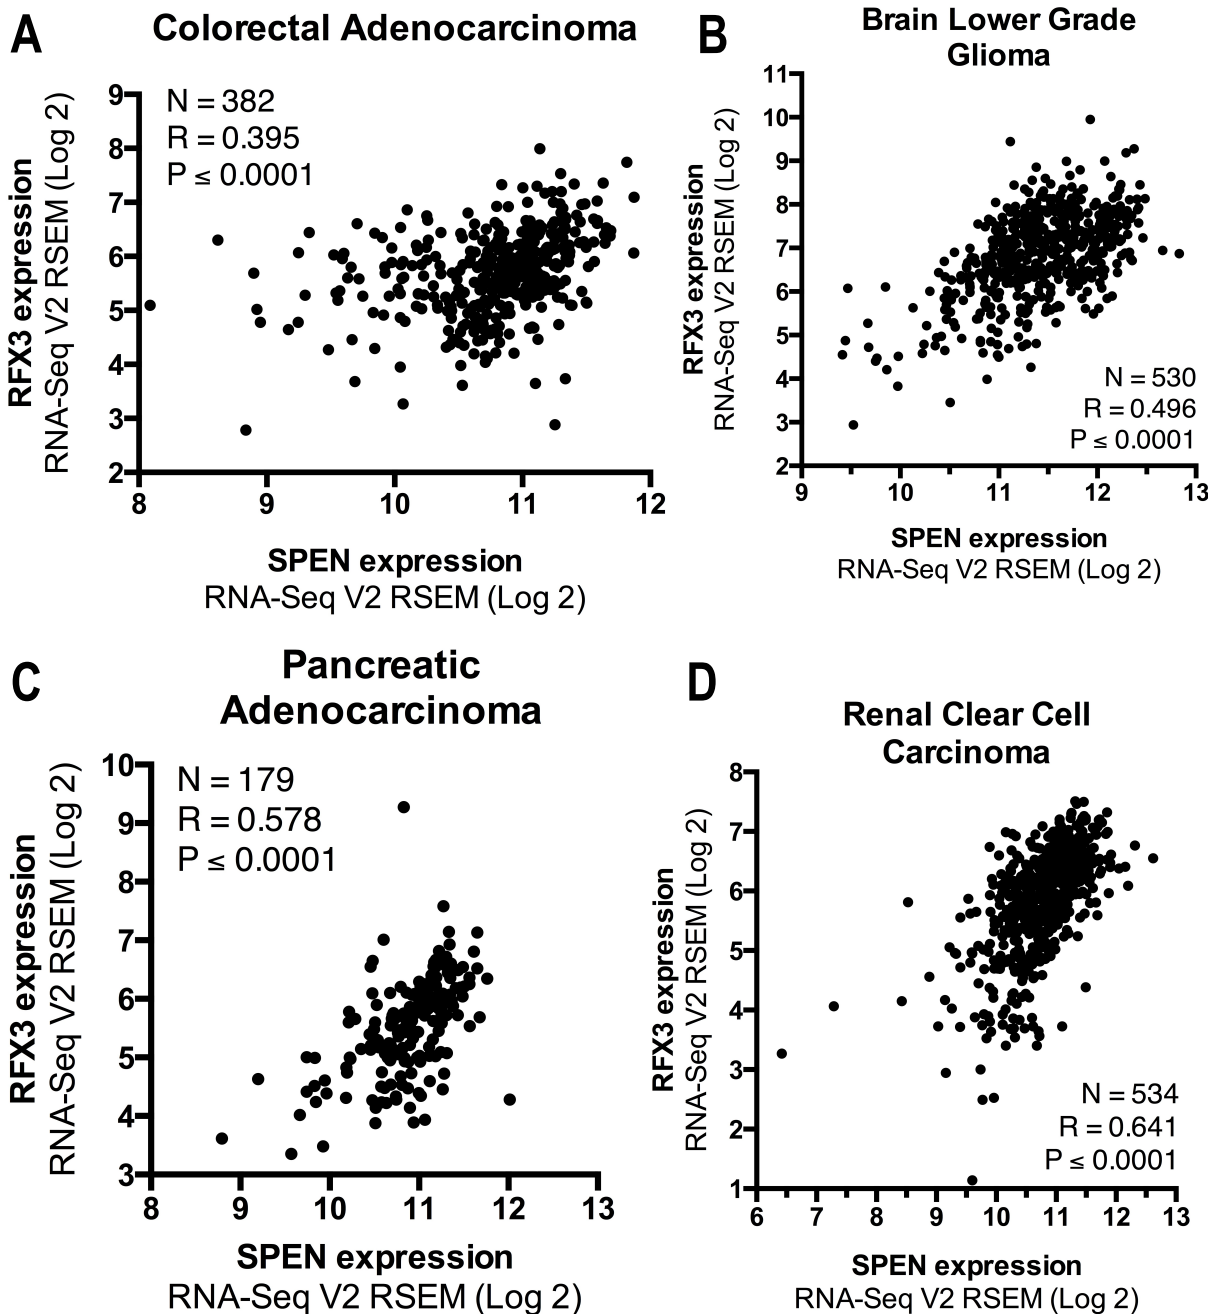 A
Colorectal Adenocarcinoma
N = 382
R = 0.395
P ≤ 0.0001
RFX3 expression
RNA-Seq V2 RSEM (Log 2)
9
8
7
6
5
4
3
2
8
9
10
11
12
SPEN expression
RNA-Seq V2 RSEM (Log 2)
B
Brain Lower Grade
Glioma
RFX3 expression
RNA-Seq V2 RSEM (Log 2)
11
10
9
8
7
6
5
4
3
2
N = 530
R = 0.496
P ≤ 0.0001
9
10
11
12
13
SPEN expression
RNA-Seq V2 RSEM (Log 2)
C
Pancreatic
Adenocarcinoma
N = 179
R = 0.578
P ≤ 0.0001
RFX3 expression
RNA-Seq V2 RSEM (Log 2)
10
9
8
7
6
5
4
3
8
9
10
11
12
13
SPEN expression
RNA-Seq V2 RSEM (Log 2)
D
Renal Clear Cell
Carcinoma
RFX3 expression
RNA-Seq V2 RSEM (Log 2)
8
7
6
5
4
3
2
1
N = 534
R = 0.641
P ≤ 0.0001
6
7
8
9
10
11
12
13
SPEN expression
RNA-Seq V2 RSEM (Log 2)